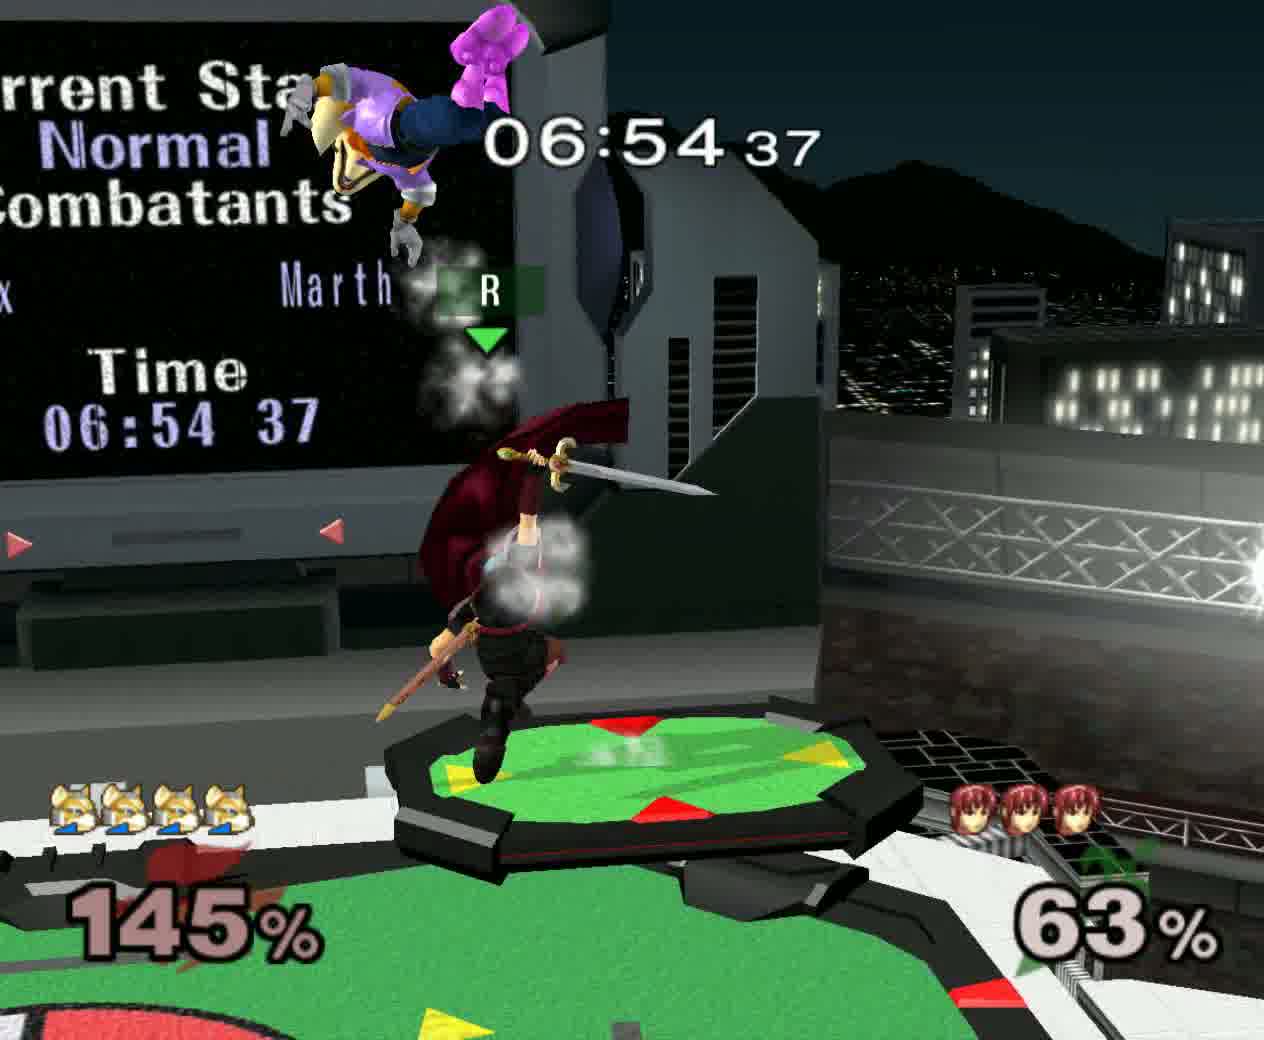 rrent Sta
Normal
Combatants
x Marth
Time
06:54 37
06:54 37
R
145%
63%